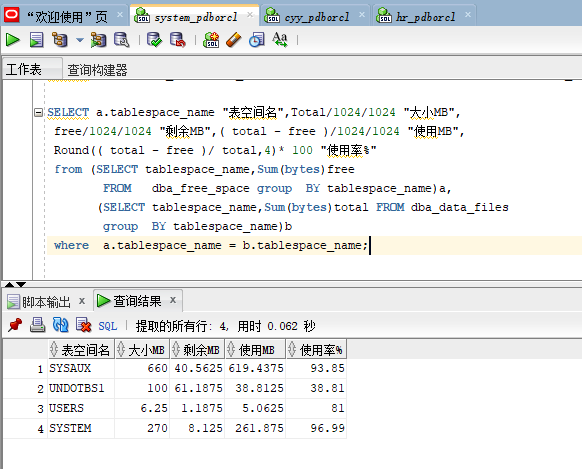 “欢迎使用”页 system_pdborcl cyy_pdborcl hr_pdborcl
SQL
工作表 查询构建器
SELECT a.tablespace_name "表空间名",Total/1024/1024 "大小MB",
free/1024/1024 "剩余MB",( total - free )/1024/1024 "使用MB",
Round(( total - free )/ total,4)* 100 "使用率%"
from (SELECT tablespace_name,Sum(bytes)free
FROM dba_free_space group BY tablespace_name)a,
(SELECT tablespace_name,Sum(bytes)total FROM dba_data_files
group BY tablespace_name)b
where a.tablespace_name = b.tablespace_name;
脚本输出 x 查询结果 x
SQL | 提取的所有行: 4, 用时 0.062 秒
表空间名 大小MB 剩余MB 使用MB 使用率%
1 SYSAUX 660 40.5625 619.4375 93.85
2 UNDOTBS1 100 61.1875 38.8125 38.81
3 USERS 6.25 1.1875 5.0625 81
4 SYSTEM 270 8.125 261.875 96.99